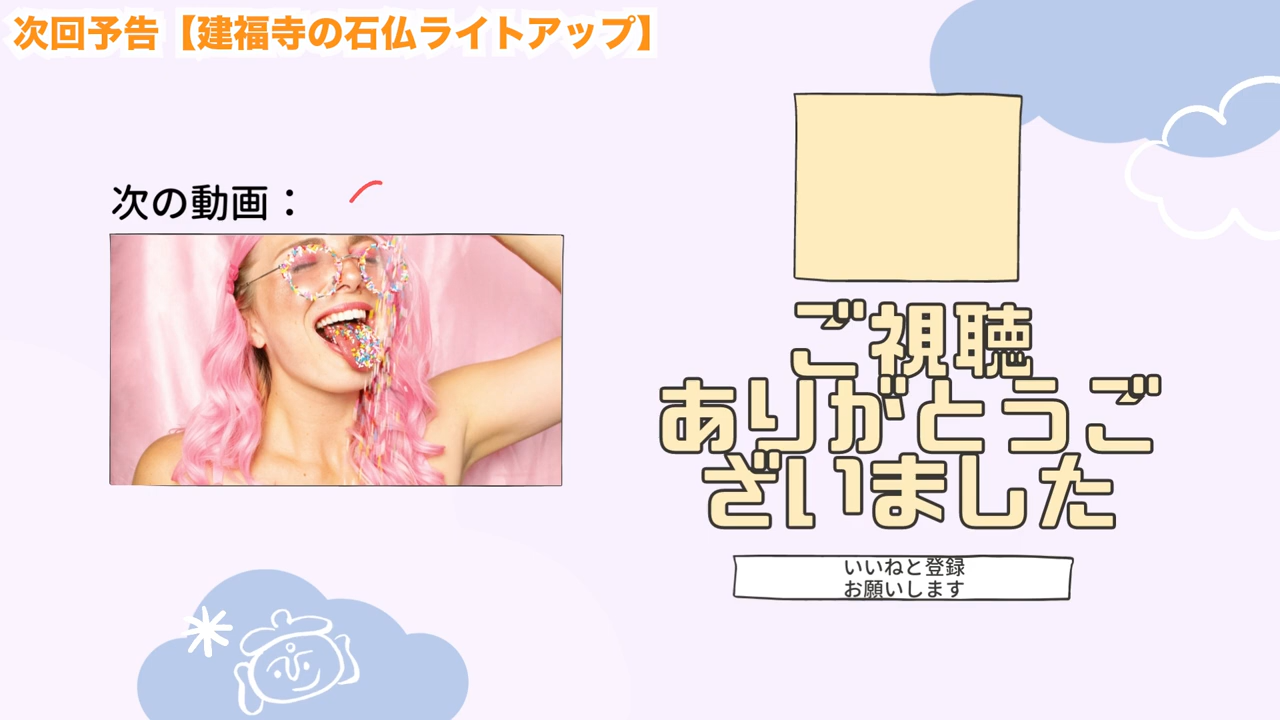 次回予告【建福寺の石仏ライトアップ】
次の動画：
ご視聴
ありがとうご
ざいました
いいねと登録
お願いします